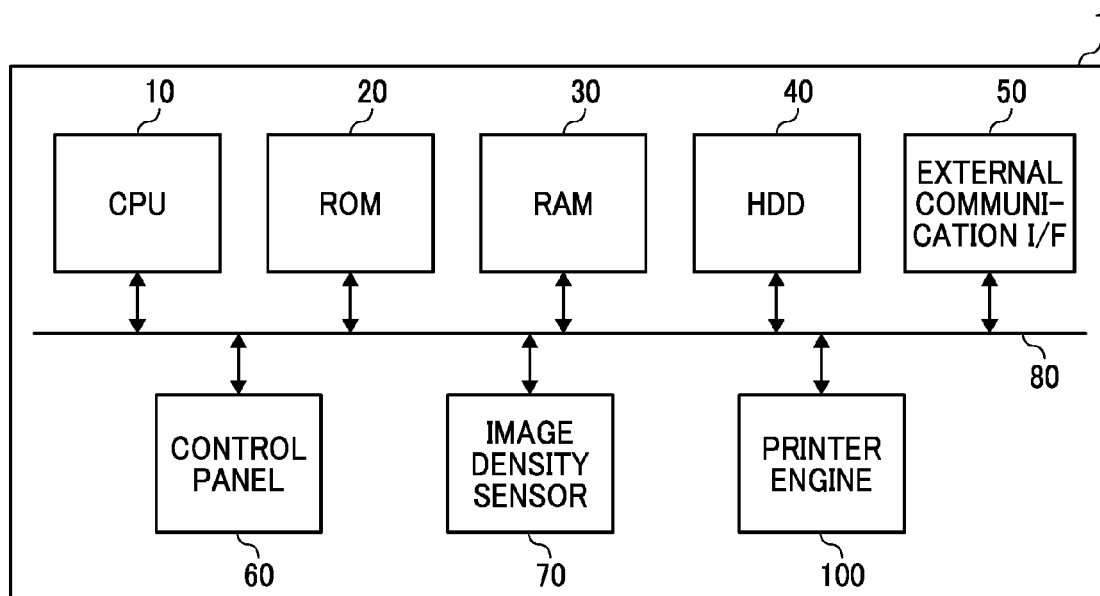 10 20 30 40 50
CPU
ROM
RAM
HDD
EXTERNAL
COMMUNI-
CATION I/F
80
CONTROL
PANEL
IMAGE
DENSITY
SENSOR
PRINTER
ENGINE
60 70 100